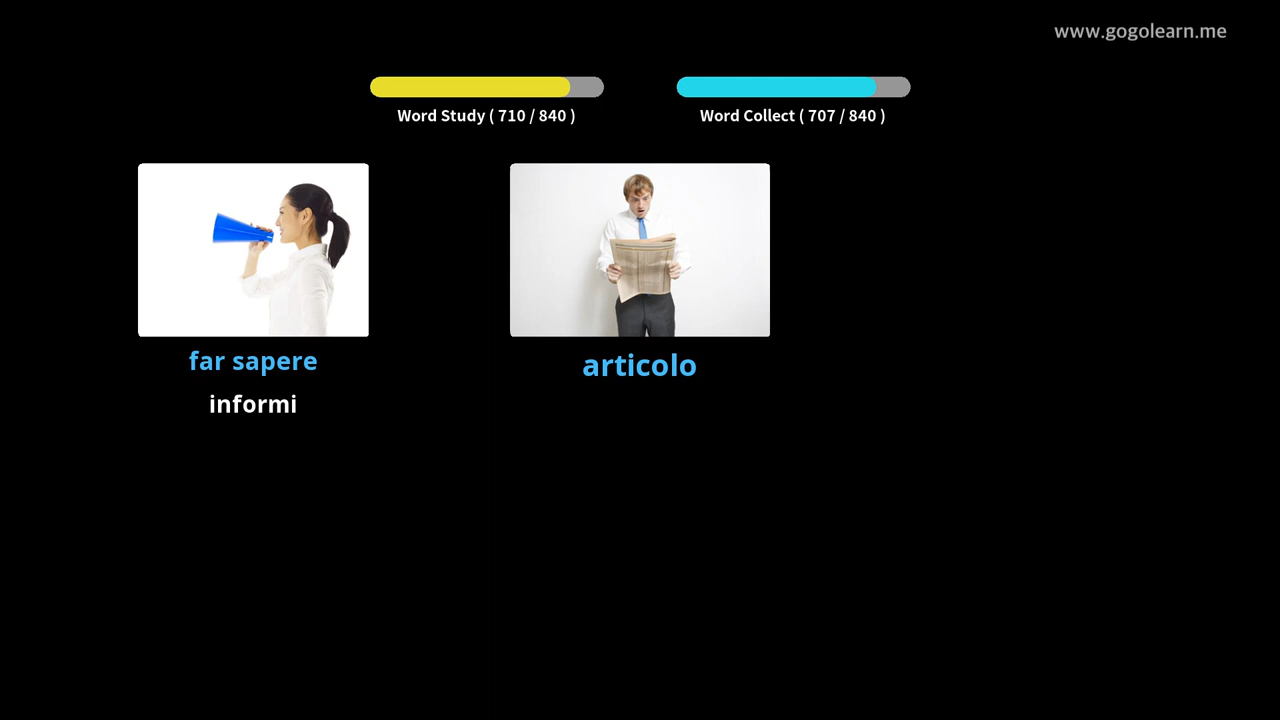 www.gogolearn.me
Word Study ( 710 / 840 )
Word Collect ( 707 / 840 )
far sapere
informi
articolo